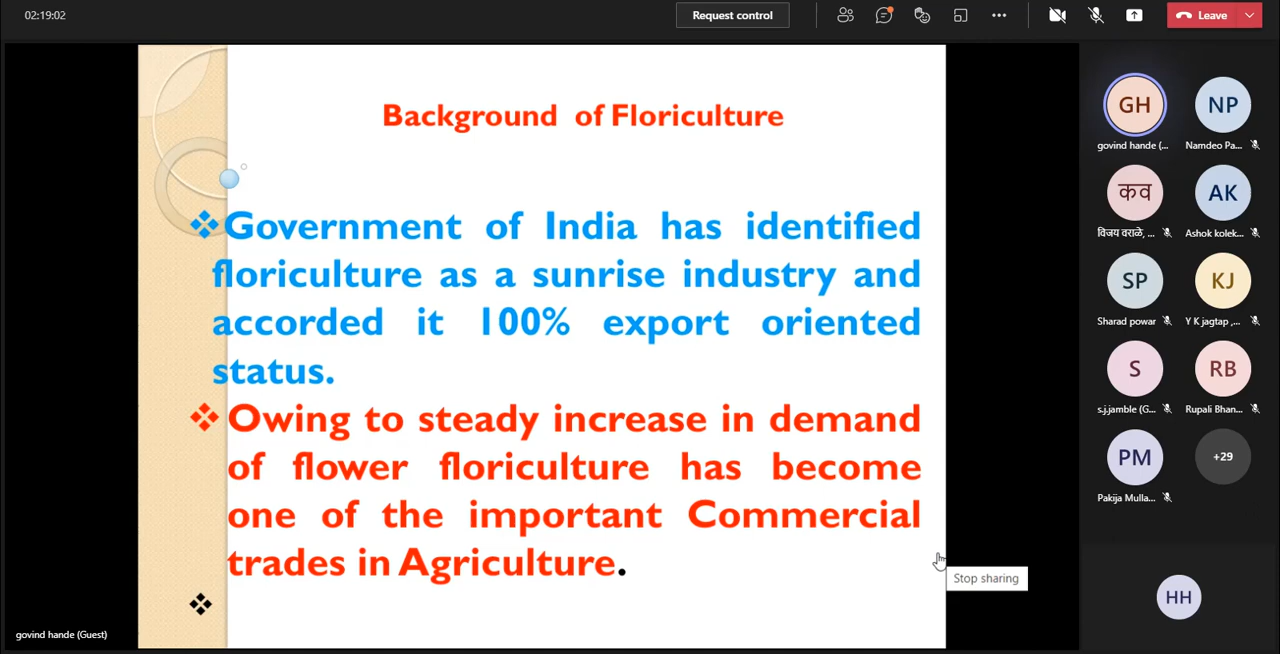 02:19:02
Request control
Leave
Background of Floriculture
Government of India has identified
floriculture as a sunrise industry and
accorded it 100% export oriented
status.
Owing to steady increase in demand
of flower floriculture has become
one of the important Commercial
trades in Agriculture.
Stop sharing
govind hande (Guest)
GH
NP
govind hande (...
Namdeo Pa...
कव
AK
विजय वराळे, ...
Ashok kolek...
SP
KJ
Sharad powar
Y K jagtap ,...
S
RB
s.j.jamble (G...
Rupali Bhan...
PM
+29
Pakija Mulla...
HH